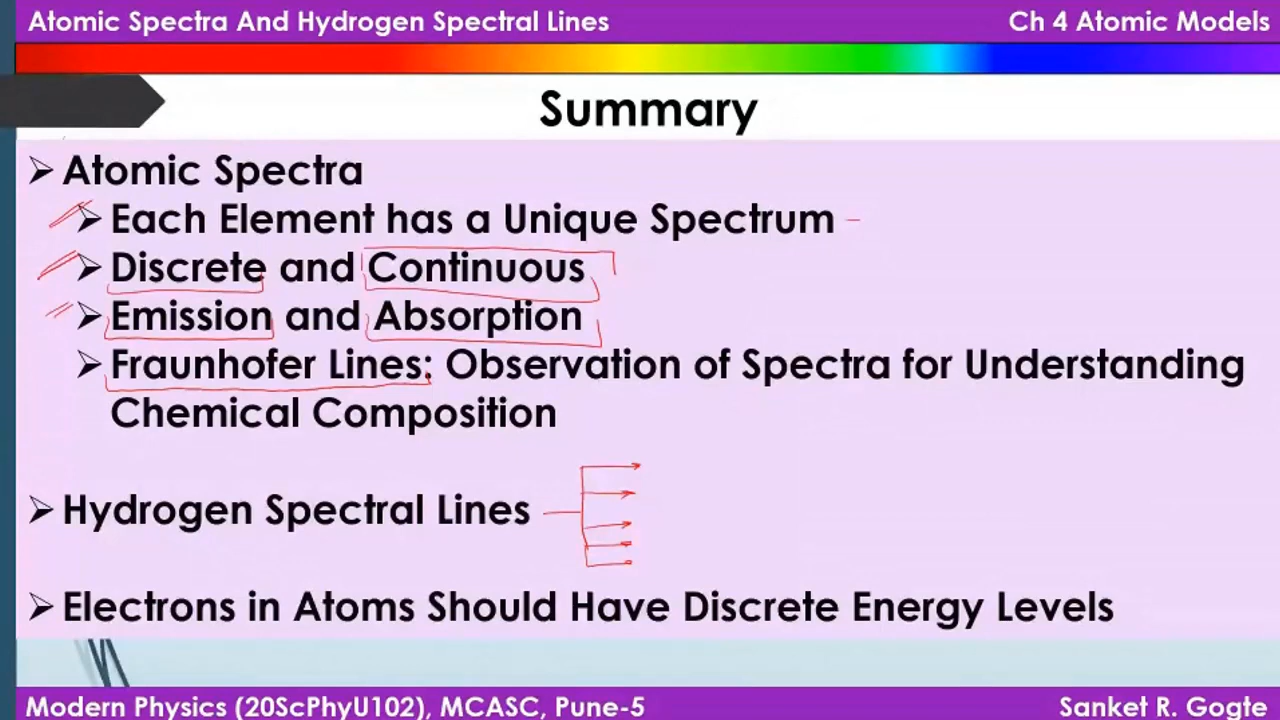 Atomic Spectra And Hydrogen Spectral Lines
Ch 4 Atomic Models
Summary
➢ Atomic Spectra
➢ Each Element has a Unique Spectrum
➢ Discrete and Continuous
➢ Emission and Absorption
➢ Fraunhofer Lines: Observation of Spectra for Understanding
Chemical Composition
➢ Hydrogen Spectral Lines
➢ Electrons in Atoms Should Have Discrete Energy Levels
Modern Physics (20ScPhyU102), MCASC, Pune-5
Sanket R. Gogte